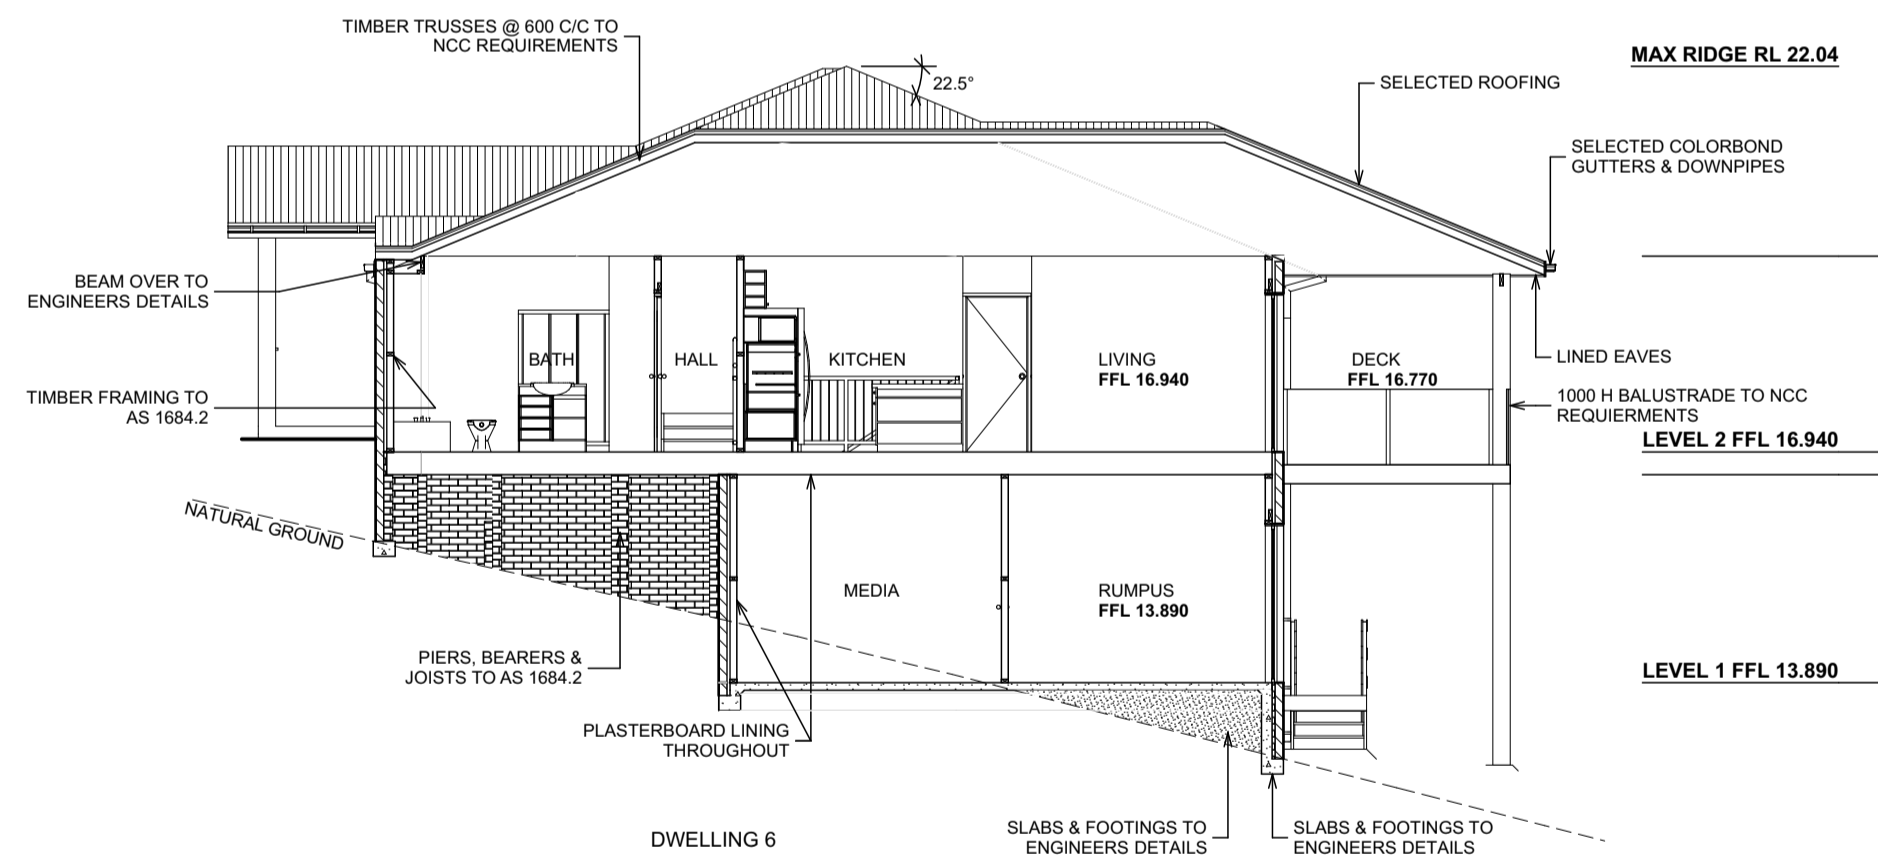 TIMBER TRUSSES @ 600 C/C TO
NCC REQUIREMENTS
22.5°
MAX RIDGE RL 22.04
SELECTED ROOFING
SELECTED COLORBOND
GUTTERS & DOWNPIPES
BEAM OVER TO
ENGINEERS DETAILS
BATH
HALL
KITCHEN
LIVING
FFL 16.940
DECK
FFL 16.770
LINED EAVES
TIMBER FRAMING TO
AS 1684.2
1000 H BALUSTRADE TO NCC
REQUIERMENTS
LEVEL 2 FFL 16.940
NATURAL GROUND
MEDIA
RUMPUS
FFL 13.890
PIERS, BEARERS &
JOISTS TO AS 1684.2
LEVEL 1 FFL 13.890
PLASTERBOARD LINING
THROUGHOUT
DWELLING 6
SLABS & FOOTINGS TO
ENGINEERS DETAILS
SLABS & FOOTINGS TO
ENGINEERS DETAILS